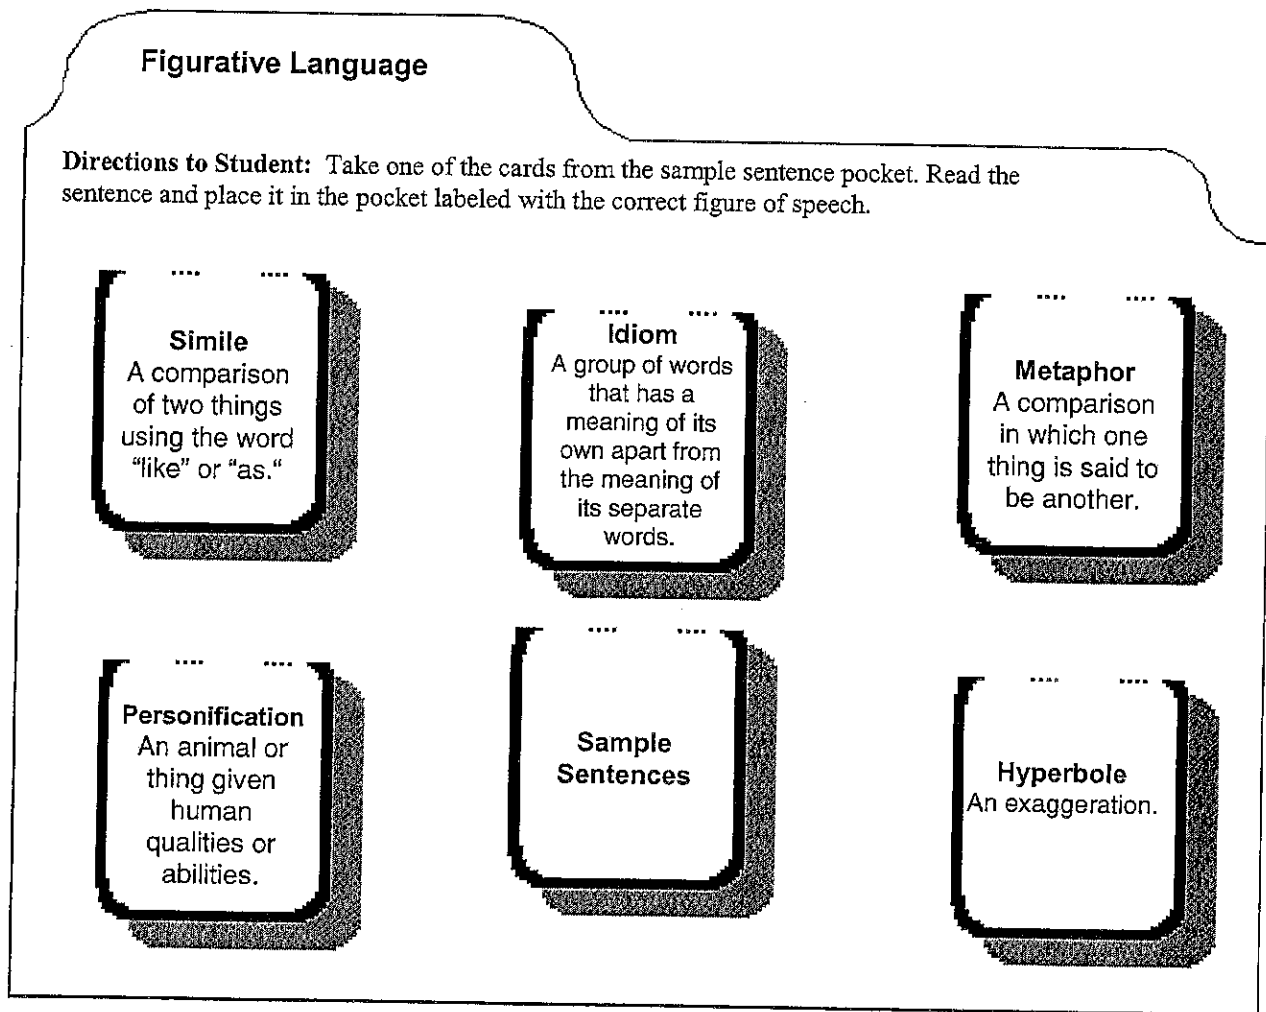 Figurative Language
Directions to Student: Take one of the cards from the sample sentence pocket. Read the
sentence and place it in the pocket labeled with the correct figure of speech.
Simile
A comparison
of two things
using the word
“like” or “as.“
Idiom
A group of words
that has a
meaning of its
own apart from
the meaning of
its separate
words.
Metaphor
A comparison
in which one
thing is said to
be another.
Personification
An animal or
thing given
human
qualities or
abilities.
Sample
Sentences
Hyperbole
An exaggeration.